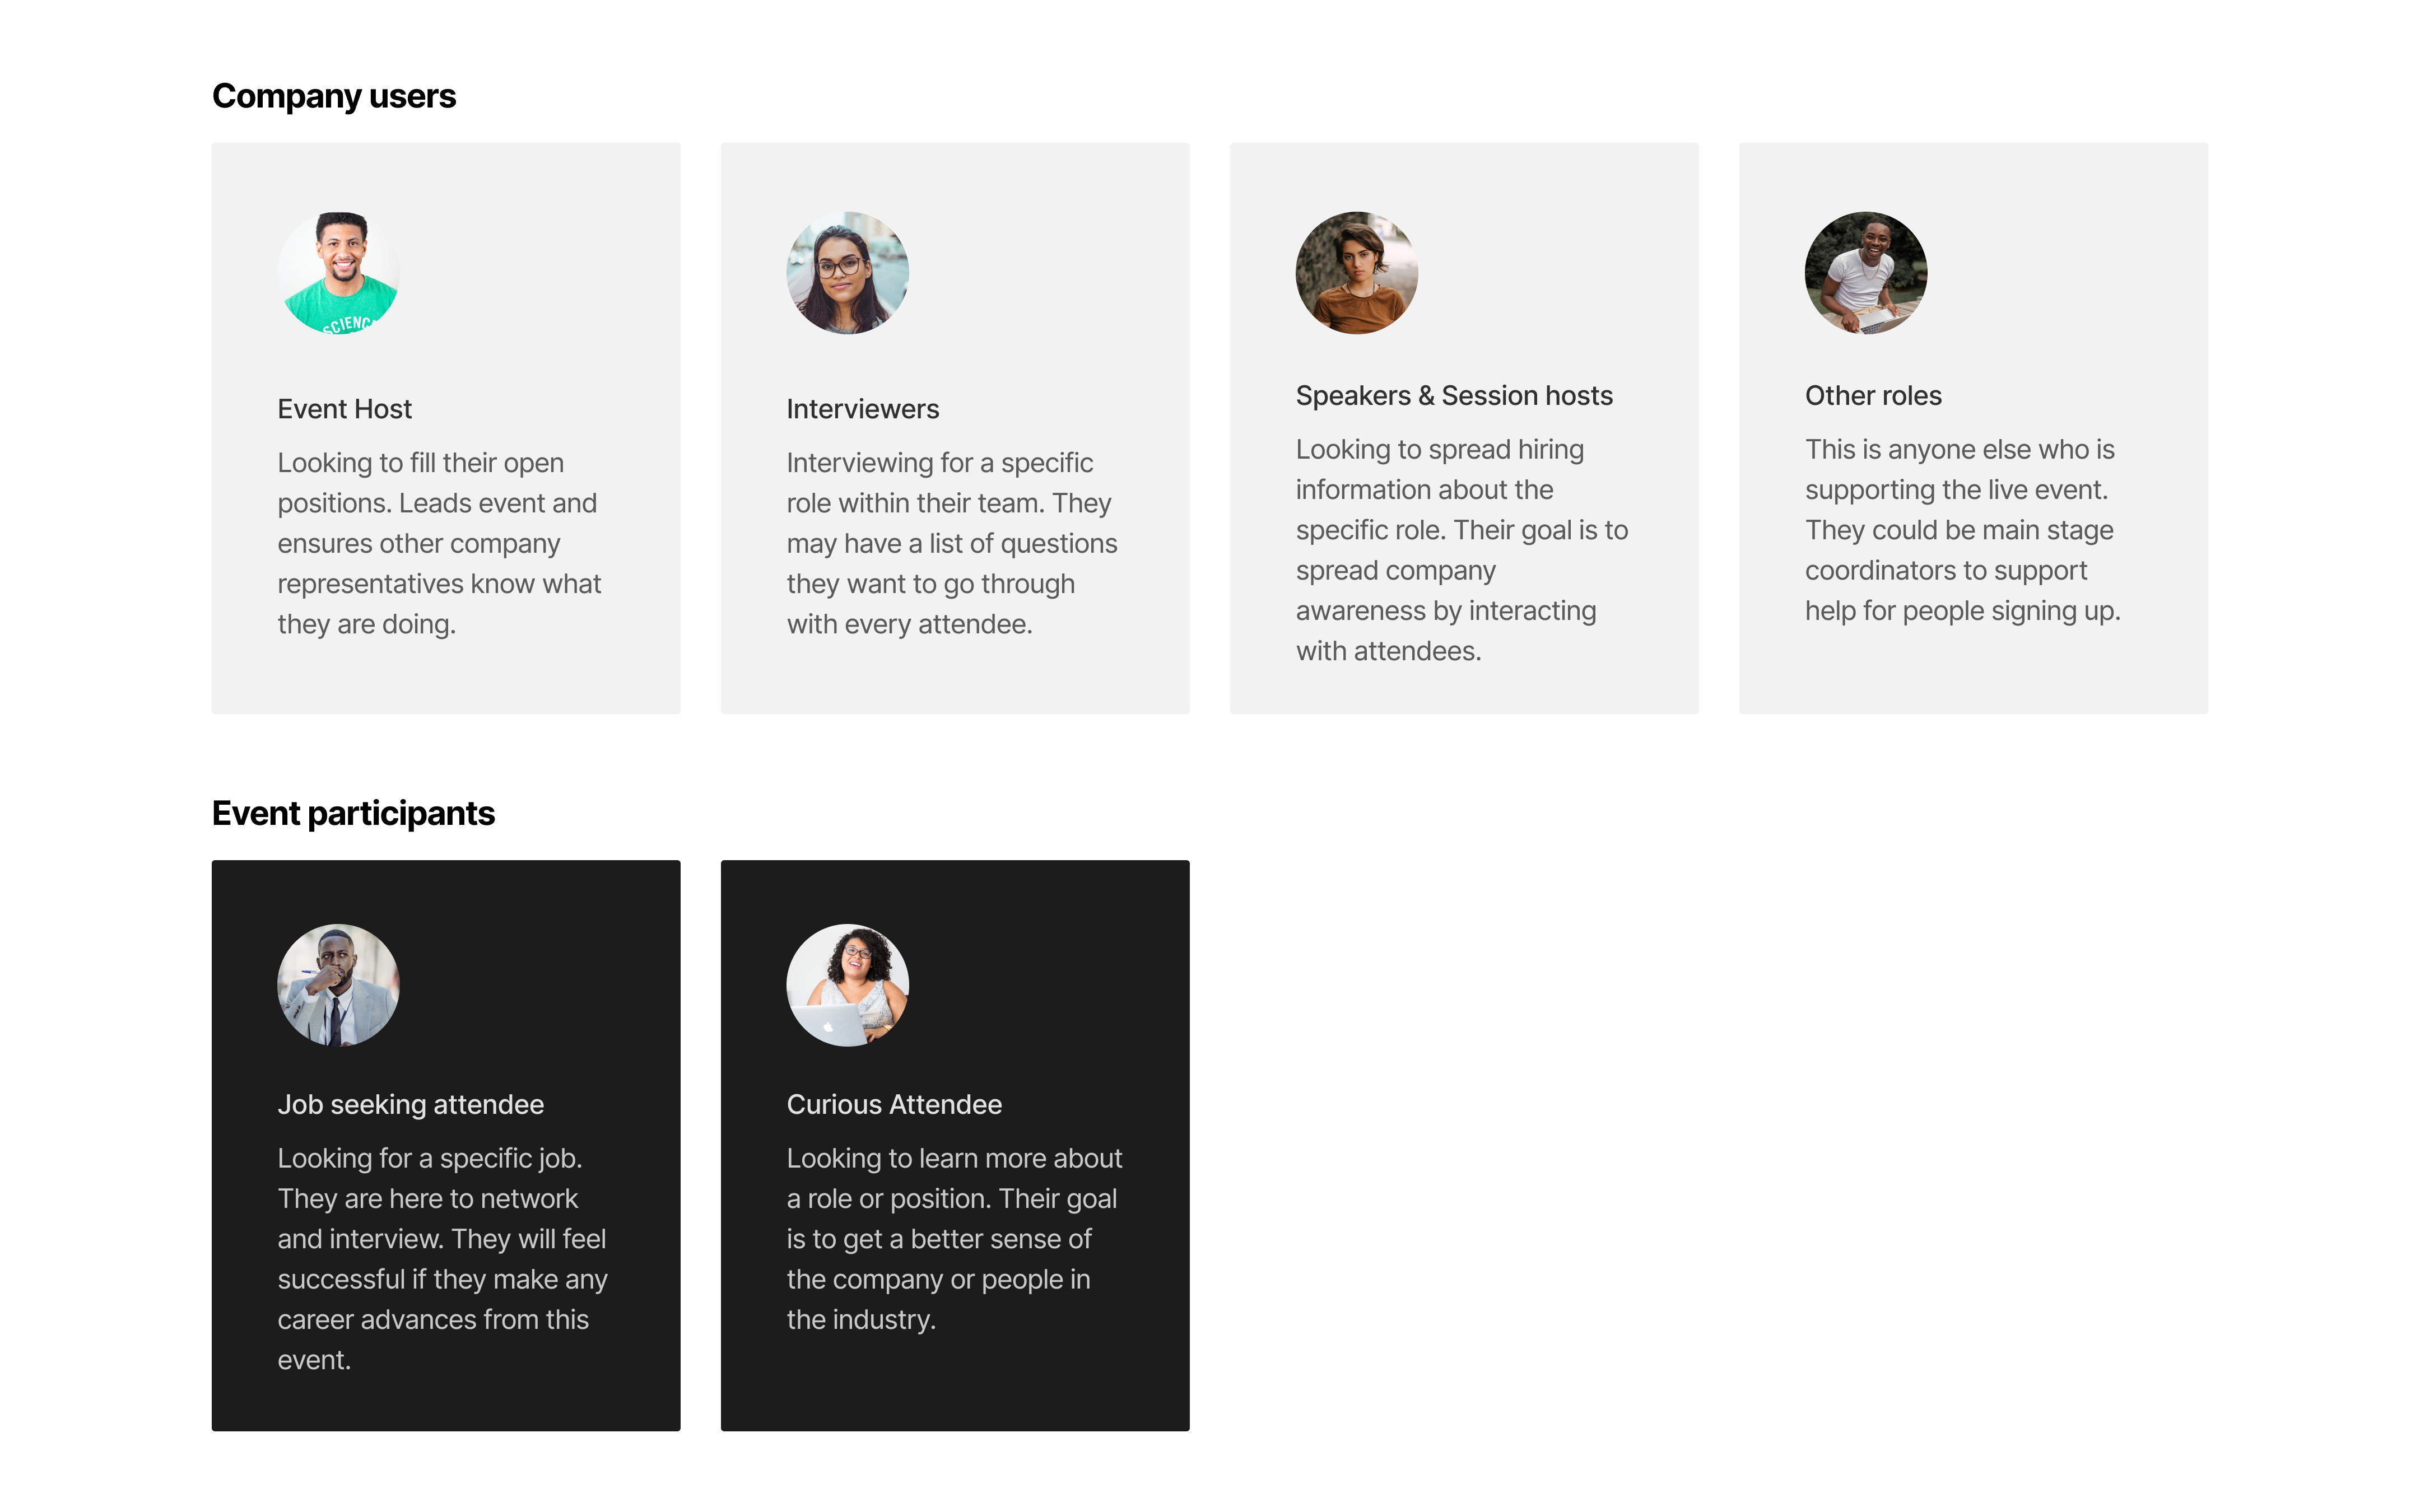 Company users
Event Host
Looking to fill their open
positions. Leads event and
ensures other company
representatives know what
they are doing.
Interviewers
Interviewing for a specific
role within their team. They
may have a list of questions
they want to go through
with every attendee.
Speakers & Session hosts
Looking to spread hiring
information about the
specific role. Their goal is to
spread company
awareness by interacting
with attendees.
Other roles
This is anyone else who is
supporting the live event.
They could be main stage
coordinators to support
help for people signing up.
Event participants
Job seeking attendee
Looking for a specific job.
They are here to network
and interview. They will feel
successful if they make any
career advances from this
event.
Curious Attendee
Looking to learn more about
a role or position. Their goal
is to get a better sense of
the company or people in
the industry.